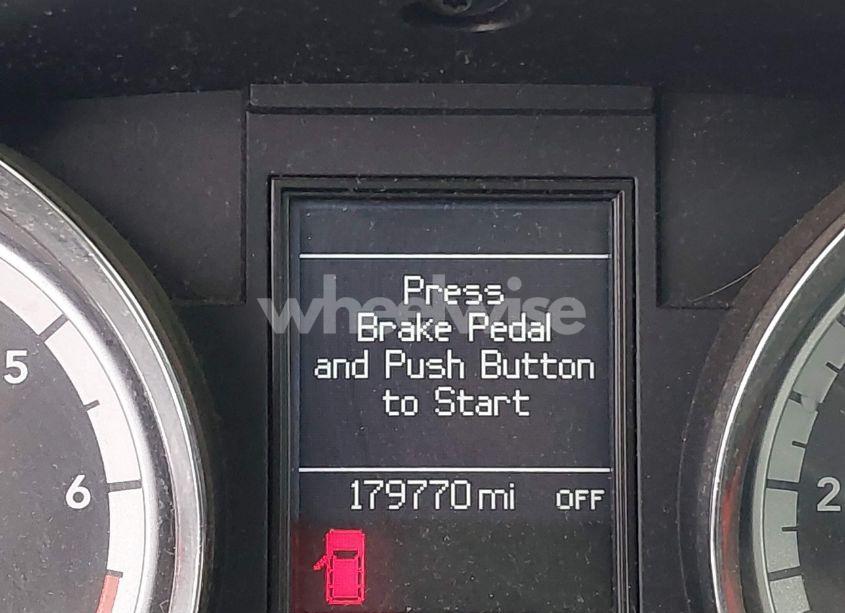 Press
Brake Pedal
and Push Button
to Start
179770 mi OFF
5
6
2
wheelwise